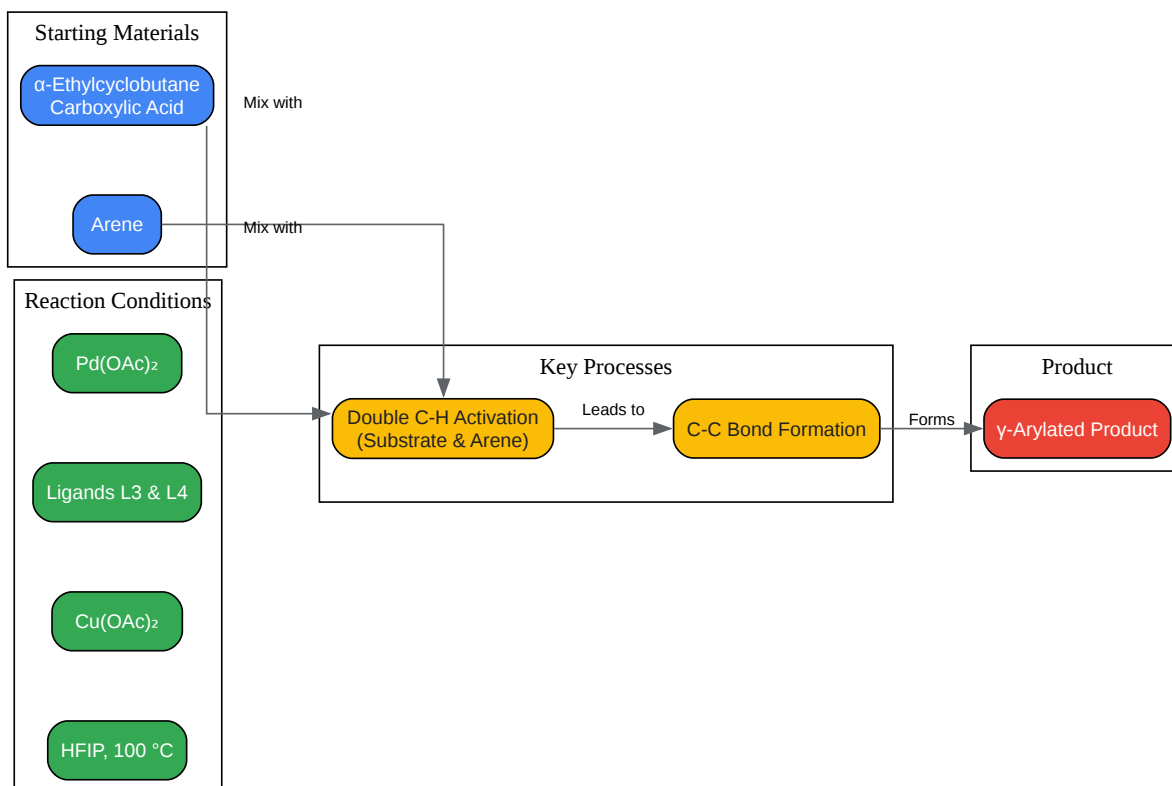 Starting Materials
α-Ethylcyclobutane
Carboxylic Acid
Mix with
Arene
Mix with
Reaction Conditions
Pd(OAc)₂
Ligands L3 & L4
Cu(OAc)₂
HFIP, 100 °C
Key Processes
Double C-H Activation
(Substrate & Arene)
Leads to
C-C Bond Formation
Forms
Product
γ-Arylated Product